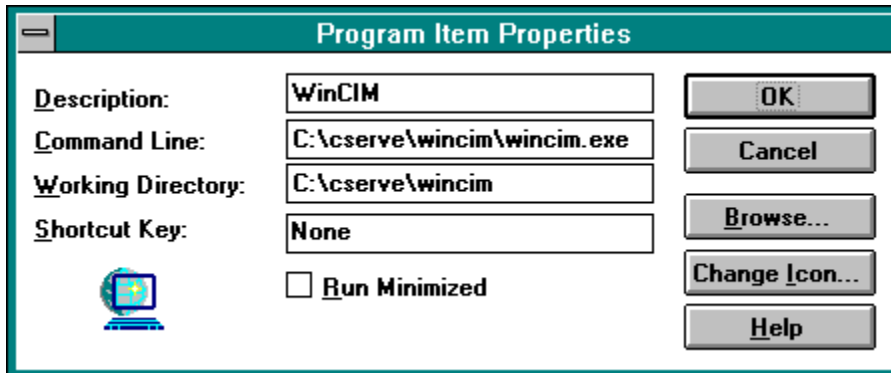 Program Item Properties
Description: WinCIM OK
Command Line: C:\cserve\wincim\wincim.exe Cancel
Working Directory: C:\cserve\wincim
Shortcut Key: None Browse...
Run Minimized Change Icon...
Help